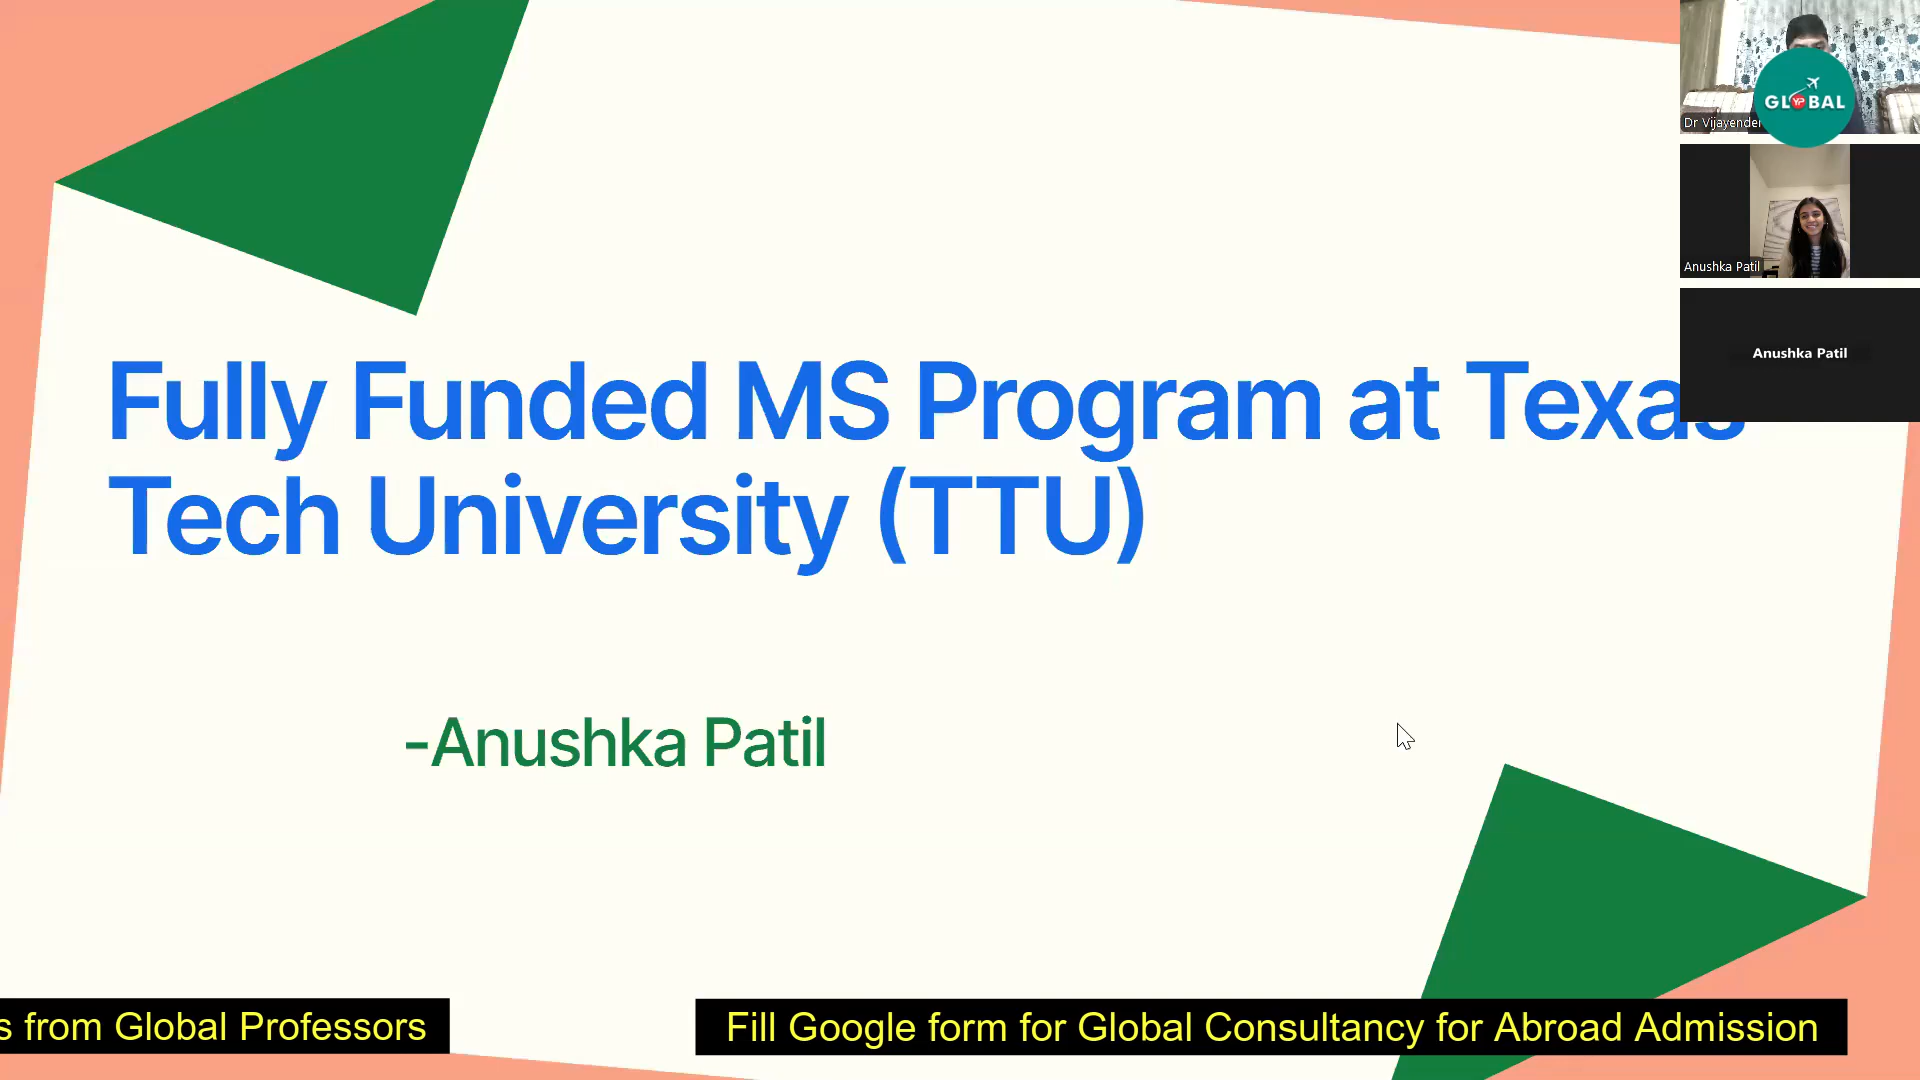 GLYPBAL
Dr Vijayender
Anushka Patil
Anushka Patil
Fully Funded MS Program at Texas
Tech University (TTU)
-Anushka Patil
s from Global Professors
Fill Google form for Global Consultancy for Abroad Admission